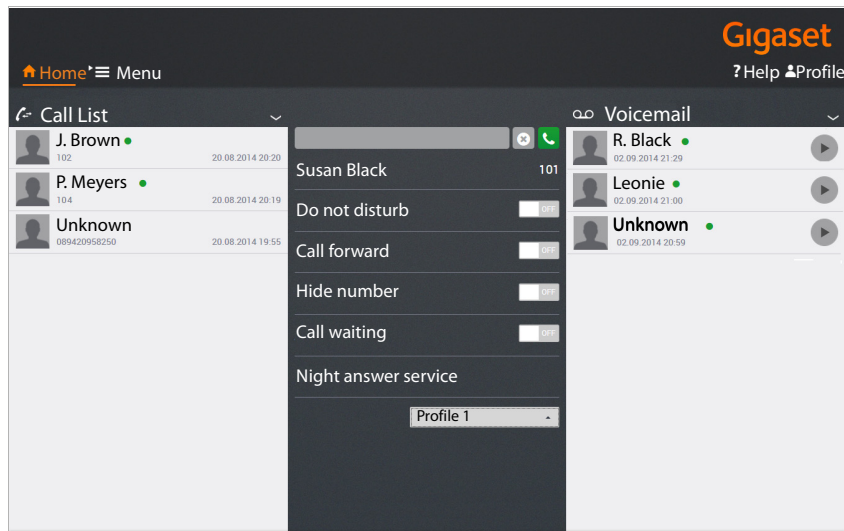 Gigaset
Home Menu
? Help Profile
Call List
J. Brown
102 20.08.2014 20:20
P. Meyers
104 20.08.2014 20:19
Unknown
089420958250 20.08.2014 19:55
Susan Black 101
Do not disturb OFF
Call forward OFF
Hide number OFF
Call waiting OFF
Night answer service
Profile 1
Voicemail
R. Black
02.09.2014 21:29
Leonie
02.09.2014 21:00
Unknown
02.09.2014 20:59